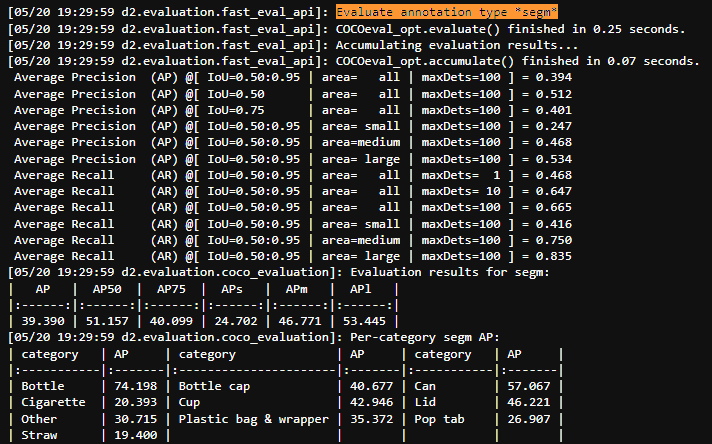 [05/20 19:29:59 d2.evaluation.fast_eval_api]: Evaluate annotation type *segm*
[05/20 19:29:59 d2.evaluation.fast_eval_api]: COCOeval_opt.evaluate() finished in 0.25 seconds.
[05/20 19:29:59 d2.evaluation.fast_eval_api]: Accumulating evaluation results...
[05/20 19:29:59 d2.evaluation.fast_eval_api]: COCOeval_opt.accumulate() finished in 0.07 seconds.
 Average Precision  (AP) @[ IoU=0.50:0.95 | area=   all | maxDets=100 ] = 0.394
 Average Precision  (AP) @[ IoU=0.50      | area=   all | maxDets=100 ] = 0.512
 Average Precision  (AP) @[ IoU=0.75      | area=   all | maxDets=100 ] = 0.401
 Average Precision  (AP) @[ IoU=0.50:0.95 | area= small | maxDets=100 ] = 0.247
 Average Precision  (AP) @[ IoU=0.50:0.95 | area=medium | maxDets=100 ] = 0.468
 Average Precision  (AP) @[ IoU=0.50:0.95 | area= large | maxDets=100 ] = 0.534
 Average Recall     (AR) @[ IoU=0.50:0.95 | area=   all | maxDets=  1 ] = 0.468
 Average Recall     (AR) @[ IoU=0.50:0.95 | area=   all | maxDets= 10 ] = 0.647
 Average Recall     (AR) @[ IoU=0.50:0.95 | area=   all | maxDets=100 ] = 0.665
 Average Recall     (AR) @[ IoU=0.50:0.95 | area= small | maxDets=100 ] = 0.416
 Average Recall     (AR) @[ IoU=0.50:0.95 | area=medium | maxDets=100 ] = 0.750
 Average Recall     (AR) @[ IoU=0.50:0.95 | area= large | maxDets=100 ] = 0.835
[05/20 19:29:59 d2.evaluation.coco_evaluation]: Evaluation results for segm:
|   AP   |  AP50  |  AP75  |  APs   |  APm   |  APl   |
|:------:|:------:|:------:|:------:|:------:|:------:|
| 39.390 | 51.157 | 40.099 | 24.702 | 46.771 | 53.445 |
[05/20 19:29:59 d2.evaluation.coco_evaluation]: Per-category segm AP:
| category   | AP     | category              | AP     | category   | AP     |
|:-----------|:-------|:----------------------|:-------|:-----------|:-------|
| Bottle     | 74.198 | Bottle cap            | 40.677 | Can        | 57.067 |
| Cigarette  | 20.393 | Cup                   | 42.946 | Lid        | 46.221 |
| Other      | 30.715 | Plastic bag & wrapper | 35.372 | Pop tab    | 26.907 |
| Straw      | 19.400 |                       |        |            |        |